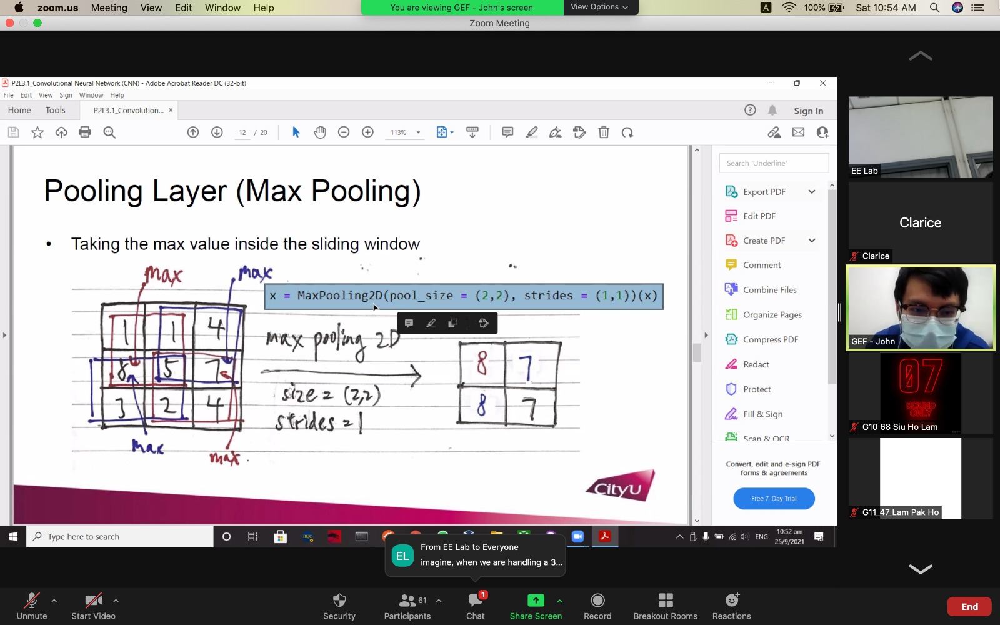 zoom.us Meeting View Edit Window Help
You are viewing GEF - John's screen View Options
A 100% Sat 10:54 AM
Zoom Meeting
P2L3.1_Convolutional Neural Network (CNN) - Adobe Acrobat Reader DC (32-bit)
File Edit View Sign Window Help
Home Tools P2L3.1_Convolution... × Sign In
12 / 20 113%
Pooling Layer (Max Pooling)
• Taking the max value inside the sliding window
max max
x = MaxPooling2D(pool_size = (2,2), strides = (1,1))(x)
1 1 4
8 5 7
3 2 4
max pooling 2D
size = (2,2)
strides = 1
8 7
8 7
max
max.
CityU
Search 'Underline'
Export PDF
Edit PDF
Create PDF
Comment
Combine Files
Organize Pages
Compress PDF
Redact
Protect
Fill & Sign
Scan & OCR
Convert, edit and e-sign PDF
forms & agreements
Free 7-Day Trial
EE Lab
Clarice
Clarice
GEF - John
07
SOUND
ONLY
G10 68 Siu Ho Lam
G11_47_Lam Pak Ho
Type here to search
ENG
10:52 am
25/9/2021
EL
From EE Lab to Everyone
imagine, when we are handling a 3...
Unmute
Start Video
Security
61
Participants
1
Chat
Share Screen
Record
Breakout Rooms
Reactions
End